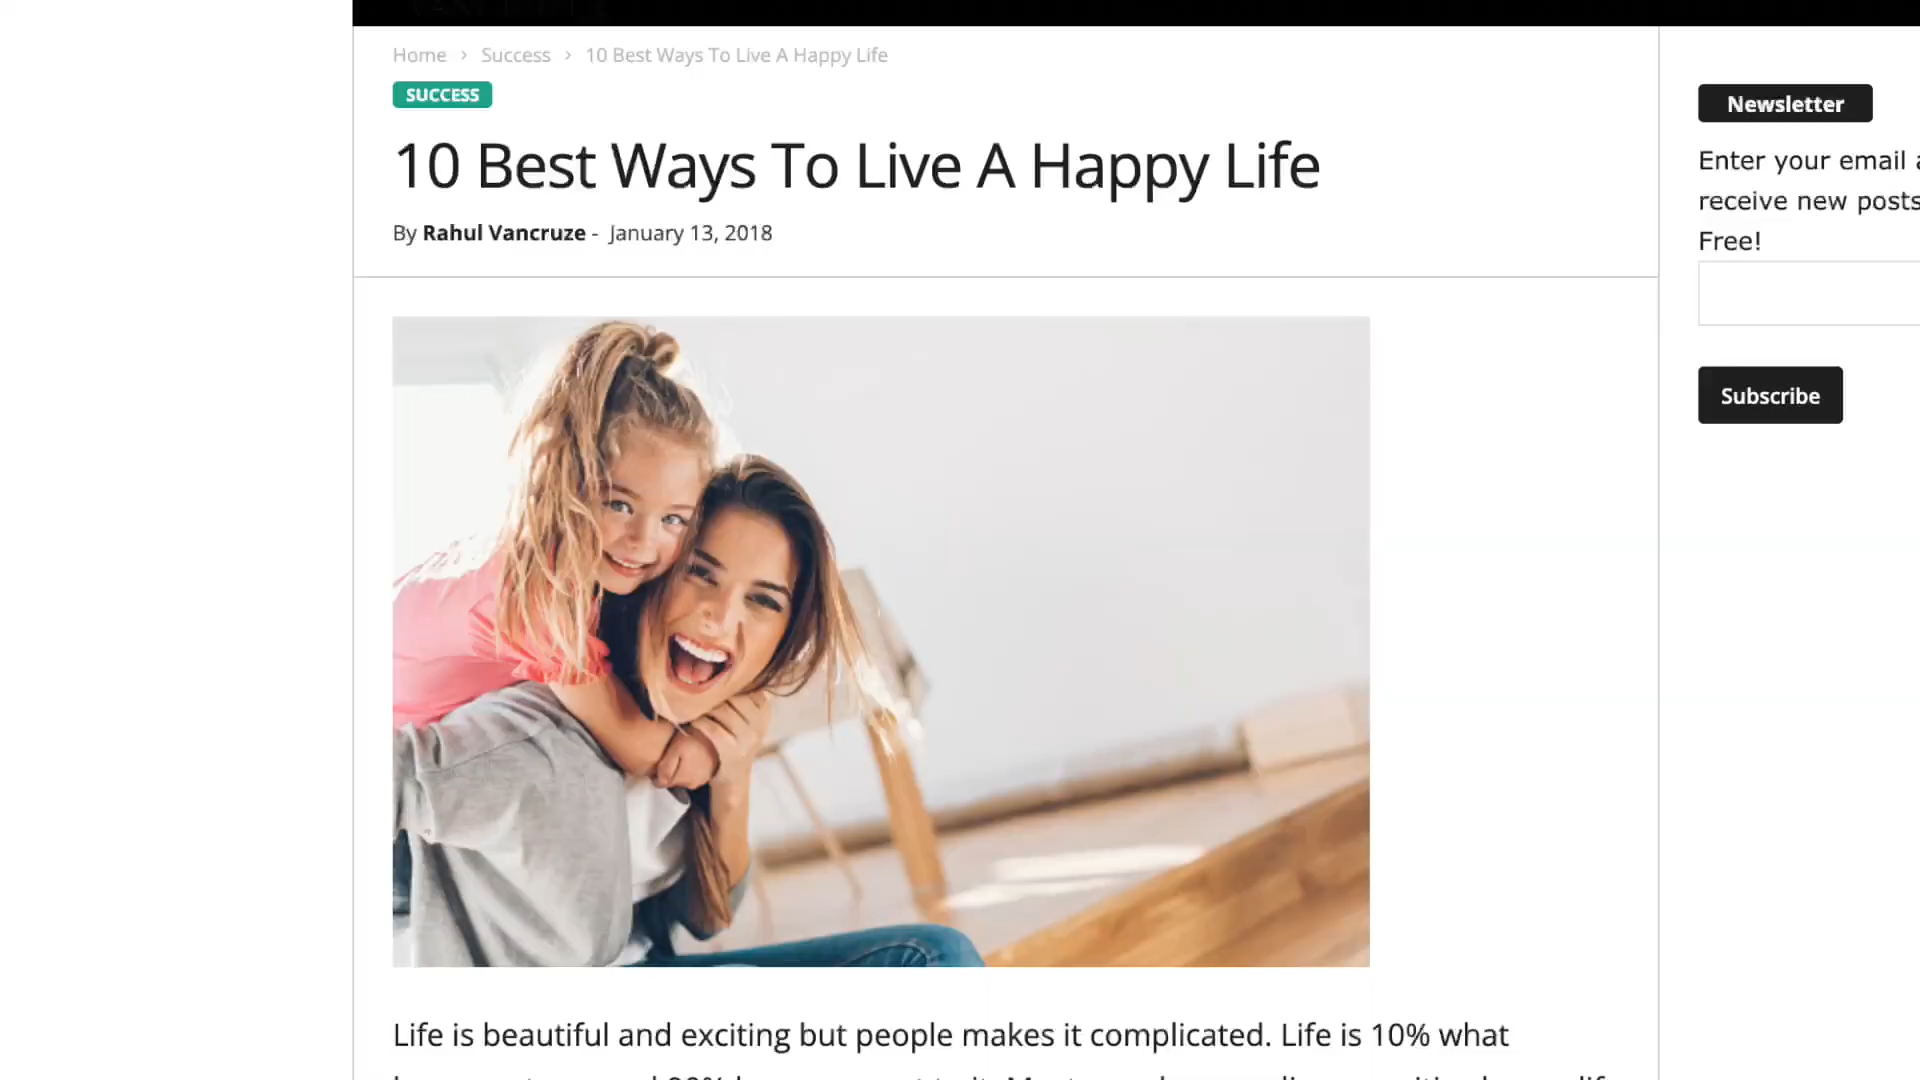 Home › Success › 10 Best Ways To Live A Happy Life
SUCCESS
10 Best Ways To Live A Happy Life
By Rahul Vancruze - January 13, 2018
Newsletter
Enter your email
receive new posts
Free!
Subscribe
Life is beautiful and exciting but people makes it complicated. Life is 10% what